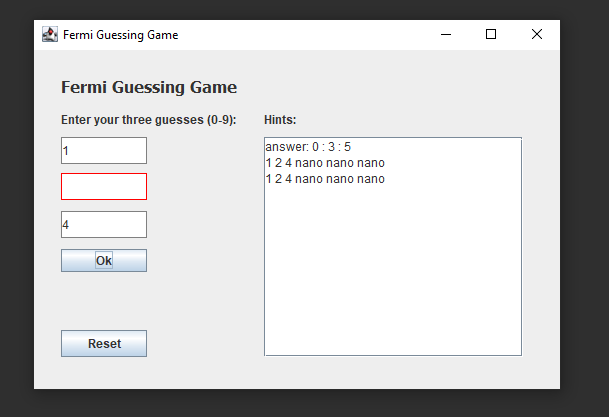 Fermi Guessing Game
Fermi Guessing Game
Enter your three guesses (0-9):
Hints:
1
4
Ok
Reset
answer: 0 : 3 : 5
1 2 4 nano nano nano
1 2 4 nano nano nano